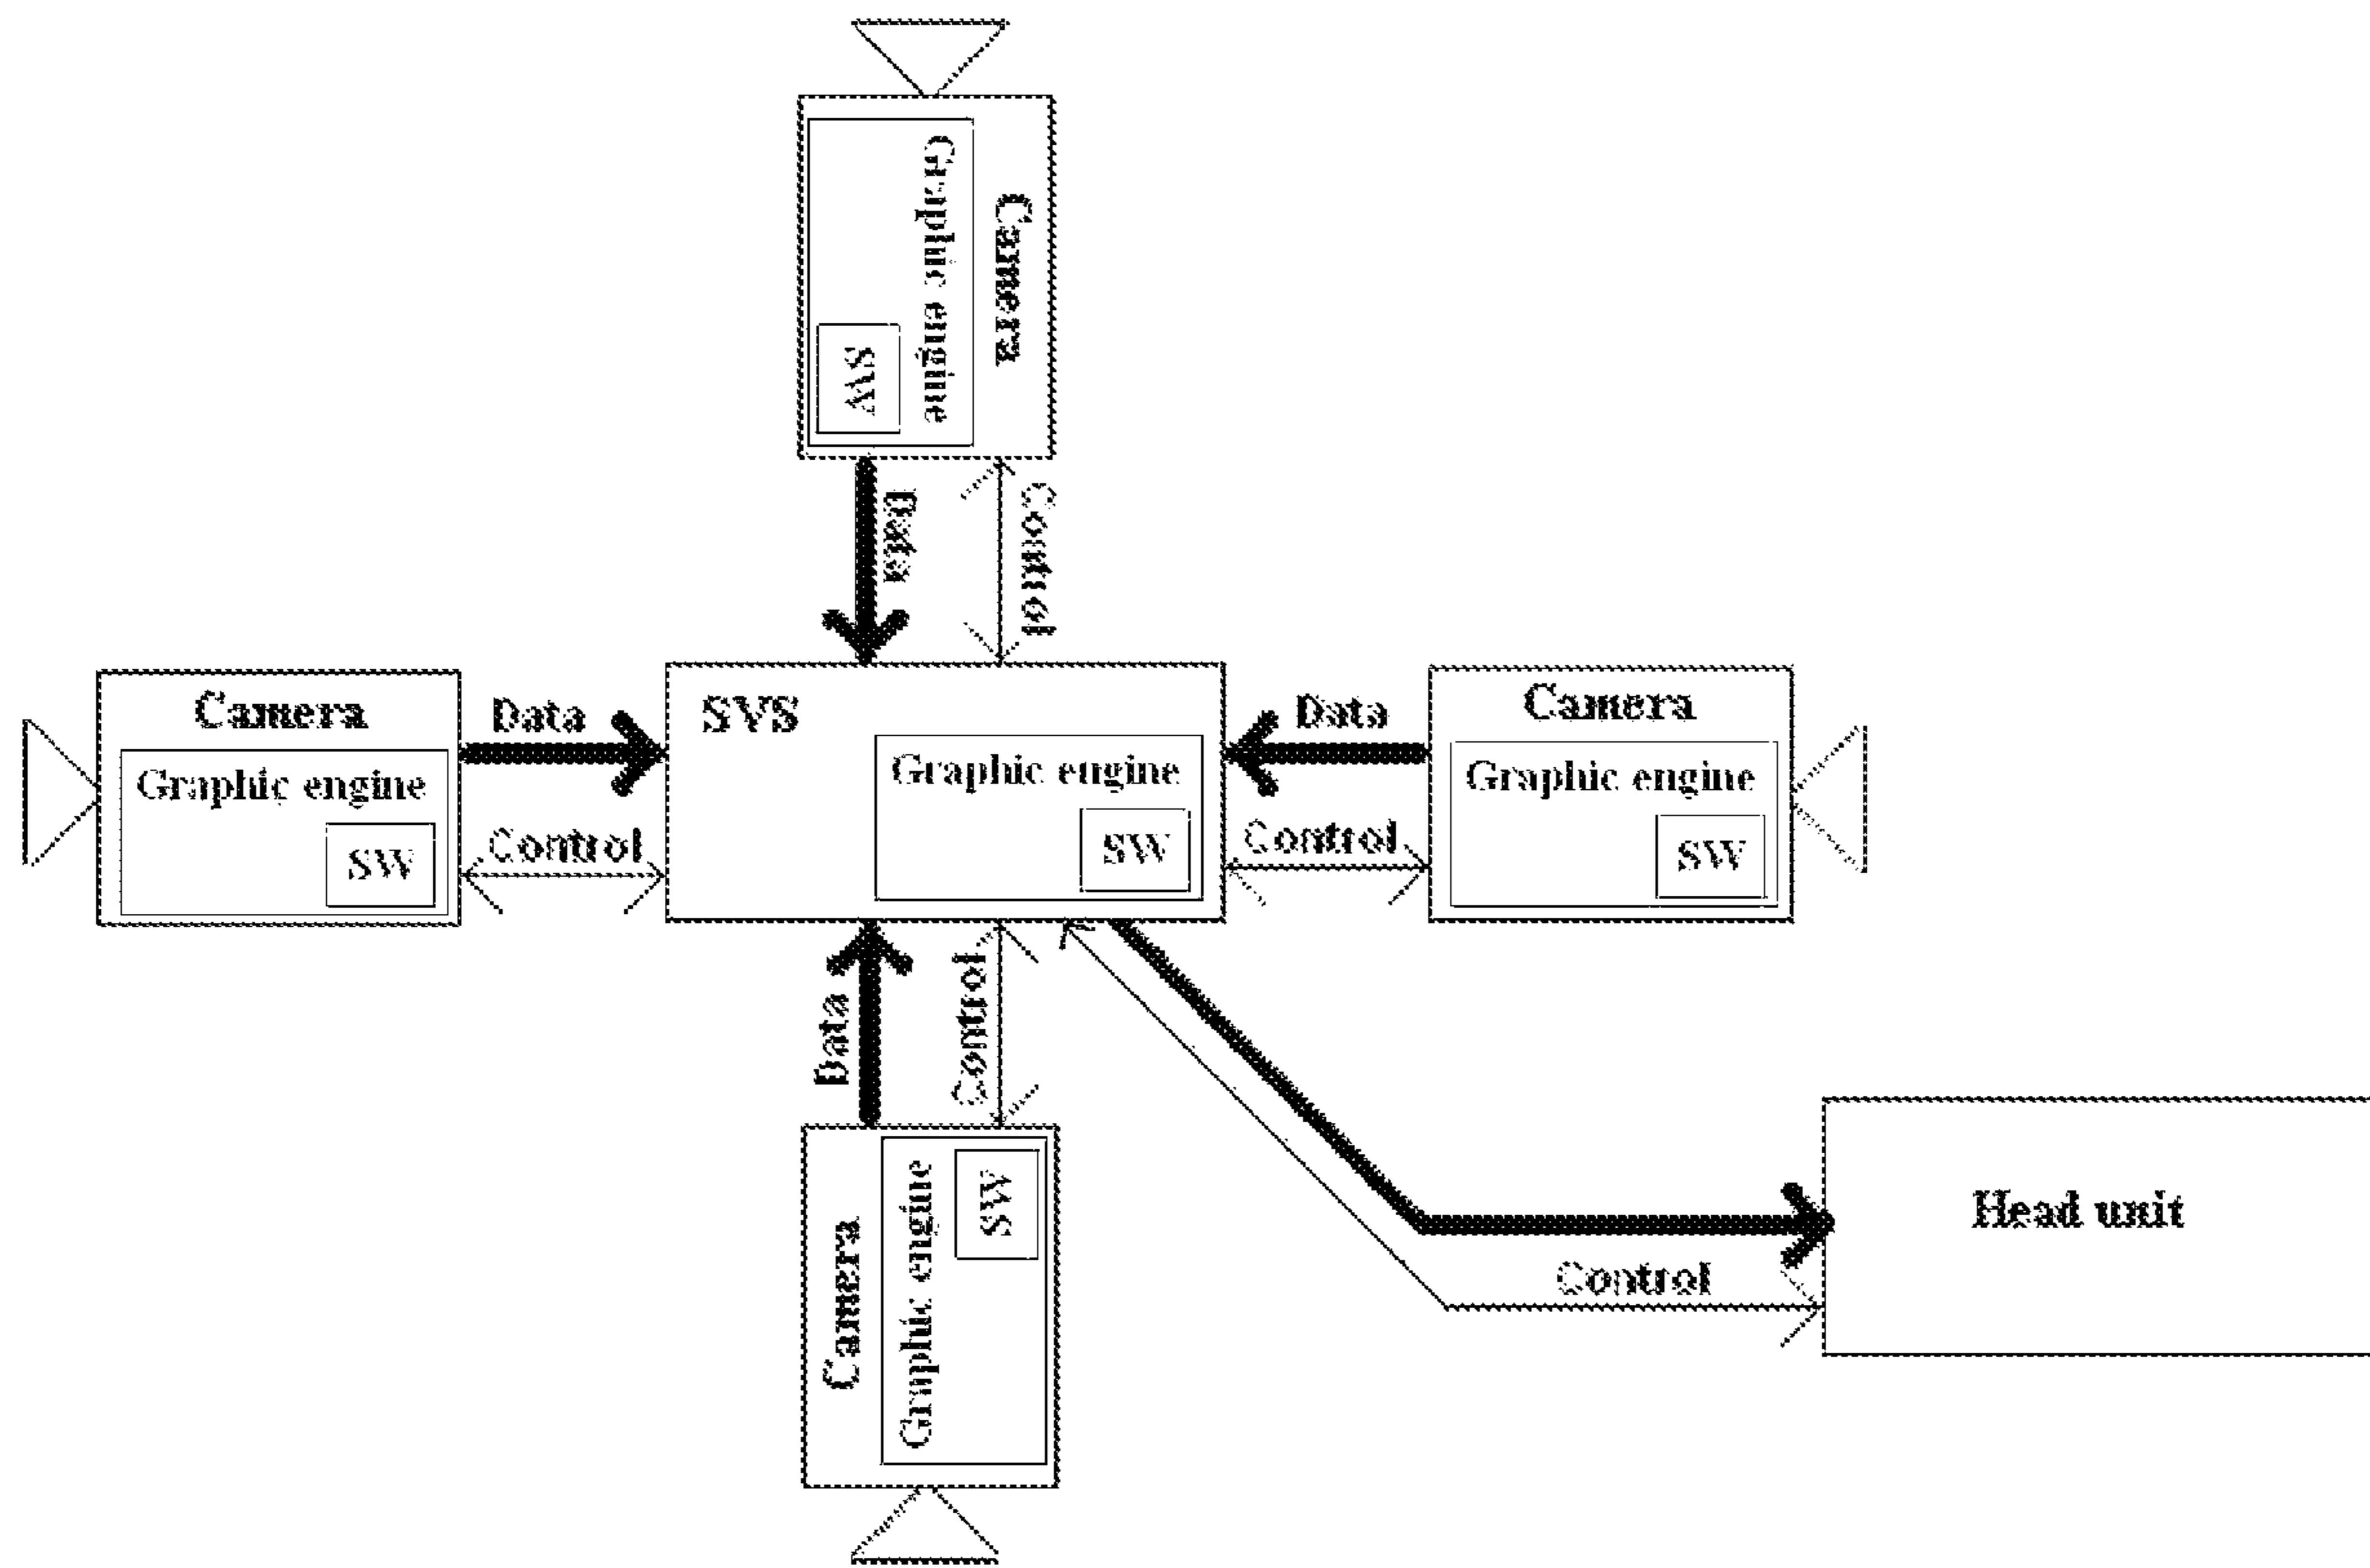 Camera
Graphic engine
SW
Data
Control
Camera
Graphic engine
SW
Data
Control
SVS
Graphic engine
SW
Data
Control
Camera
Graphic engine
SW
Data
Control
Camera
Graphic engine
SW
Head unit
Control